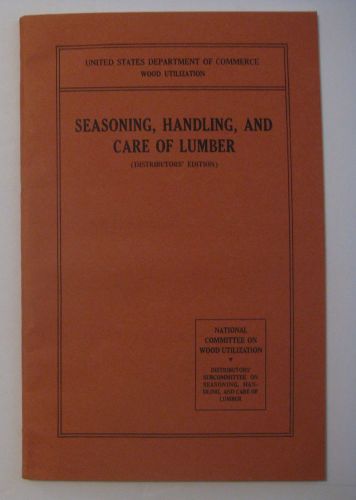 UNITED STATES DEPARTMENT OF COMMERCE
WOOD UTILIZATION
SEASONING, HANDLING, AND
CARE OF LUMBER
(DISTRIBUTORS' EDITION)
NATIONAL
COMMITTEE ON
WOOD UTILIZATION
DISTRIBUTORS'
SUBCOMMITTEE ON
SEASONING, HAN-
DLING, AND CARE OF
LUMBER